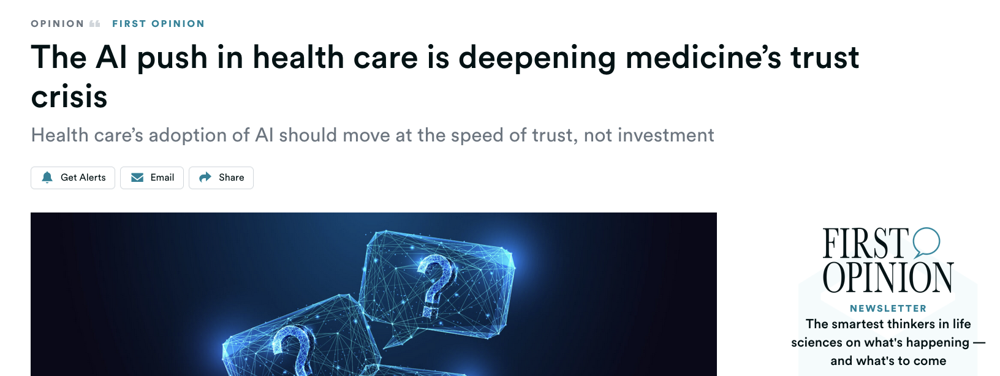 OPINION FIRST OPINION
The AI push in health care is deepening medicine’s trust
crisis
Health care’s adoption of AI should move at the speed of trust, not investment
Get Alerts Email Share
? ?
FIRST
OPINION
NEWSLETTER
The smartest thinkers in life
sciences on what's happening —
and what's to come